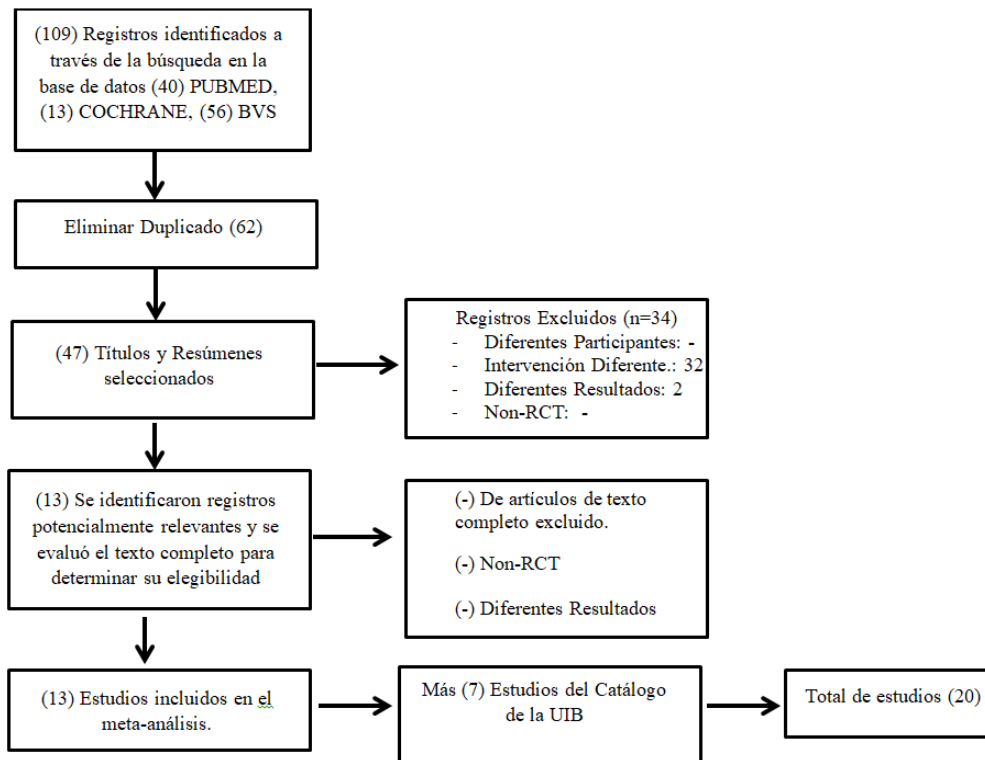 (109) Registros identificados a
través de la búsqueda en la
base de datos (40) PUBMED,
(13) COCHRANE, (56) BVS
Eliminar Duplicado (62)
(47) Títulos y Resúmenes
seleccionados
Registros Excluidos (n=34)
- Diferentes Participantes: -
- Intervención Diferente.: 32
- Diferentes Resultados: 2
- Non-RCT: -
(13) Se identificaron registros
potencialmente relevantes y se
evaluó el texto completo para
determinar su elegibilidad
(-) De artículos de texto
completo excluido.
(-) Non-RCT
(-) Diferentes Resultados
(13) Estudios incluidos en el
meta-análisis.
Más (7) Estudios del Catálogo
de la UIB
Total de estudios (20)